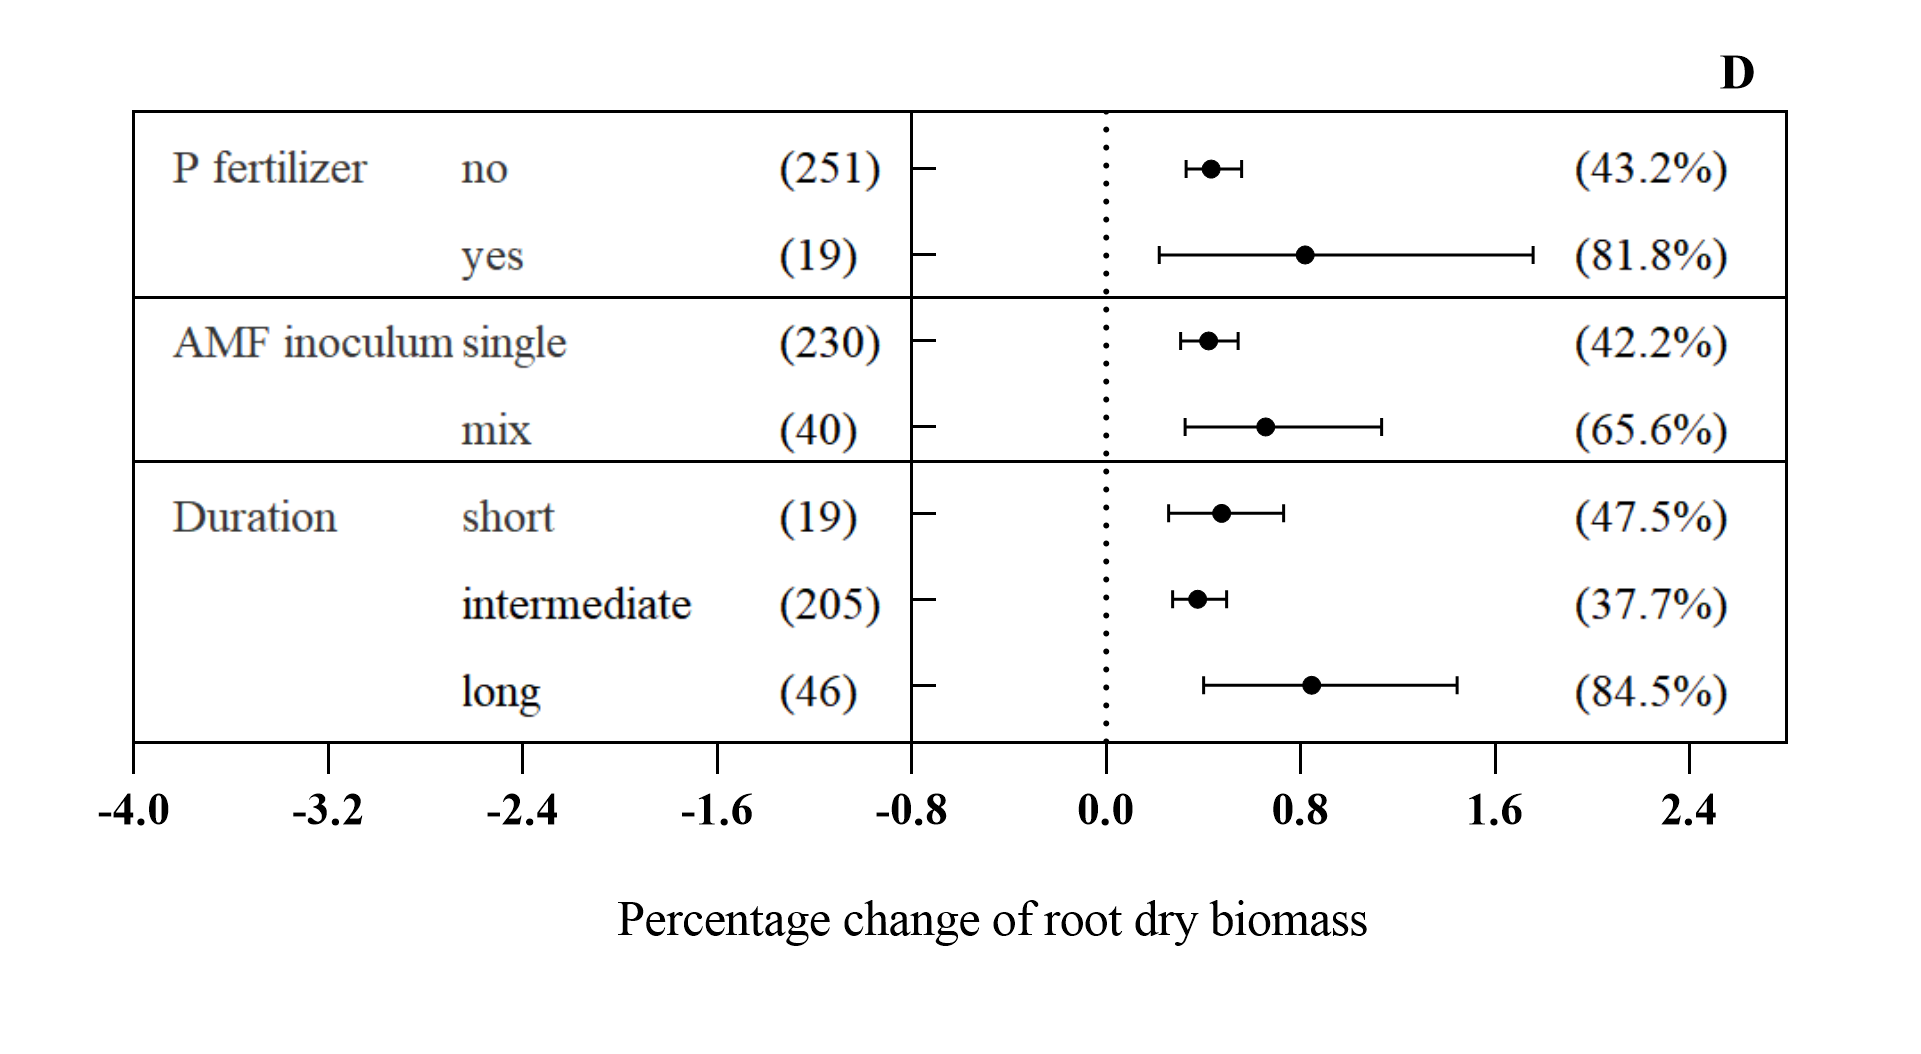 D
P fertilizer no (251) (43.2%)
yes (19) (81.8%)
AMF inoculum single (230) (42.2%)
mix (40) (65.6%)
Duration short (19) (47.5%)
intermediate (205) (37.7%)
long (46) (84.5%)
-4.0 -3.2 -2.4 -1.6 -0.8 0.0 0.8 1.6 2.4
Percentage change of root dry biomass